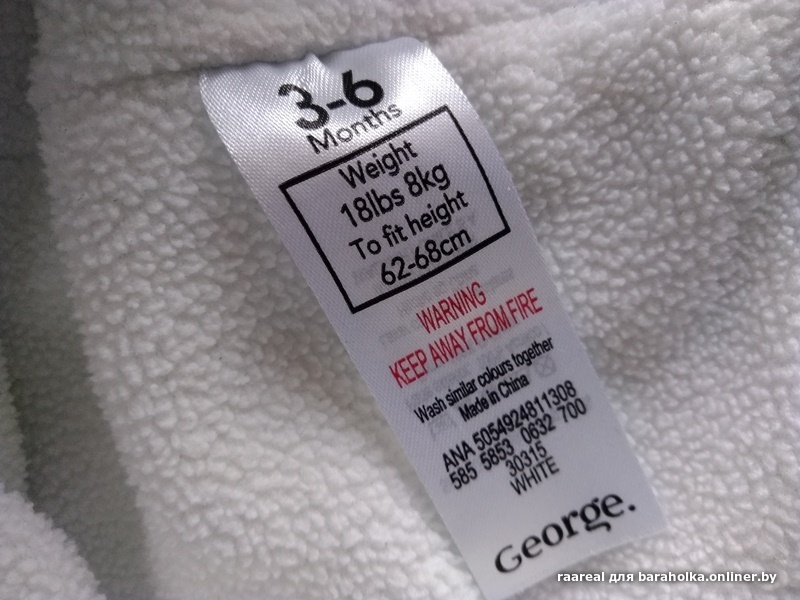 3-6
Months
Weight
18lbs 8kg
To fit height
62-68cm
WARNING
KEEP AWAY FROM FIRE
Wash similar colours together
Made in China
ANA 5054924811308
585 5853 0632 700
30315
WHITE
George.
raareal для baraholka.onliner.by